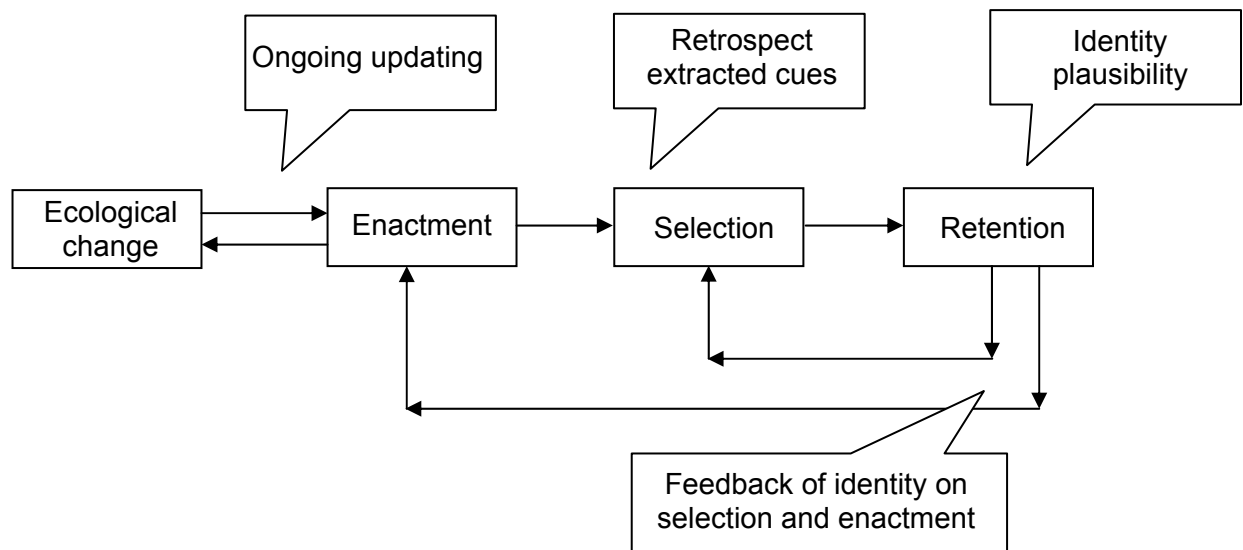 Ongoing updating
Retrospect
extracted cues
Identity
plausibility
Ecological
change
Enactment
Selection
Retention
Feedback of identity on
selection and enactment